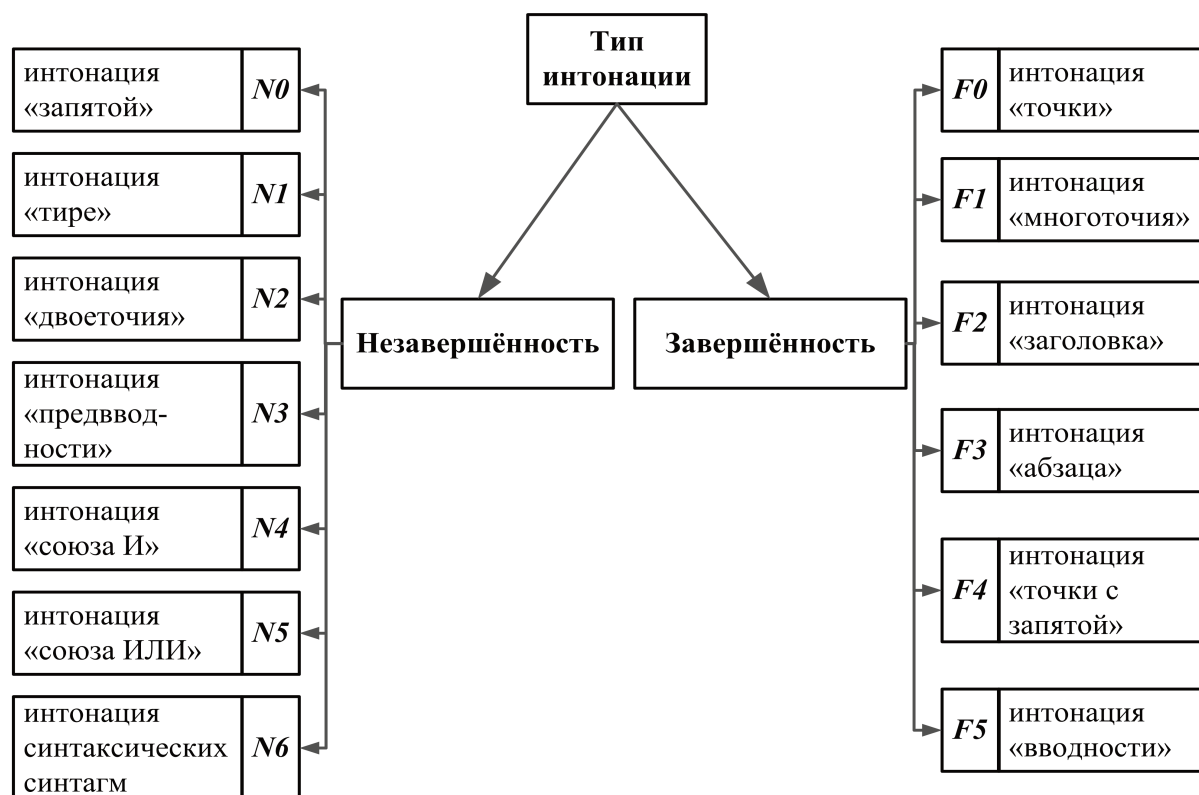 Тип
интонации
интонация
«запятой»
N0
интонация
«тире»
N1
интонация
«двоеточия»
N2
интонация
«предввод-
ности»
N3
интонация
«союза И»
N4
интонация
«союза ИЛИ»
N5
интонация
синтаксических
синтагм
N6
Незавершённость
Завершённость
F0
интонация
«точки»
F1
интонация
«многоточия»
F2
интонация
«заголовка»
F3
интонация
«абзаца»
F4
интонация
«точки с
запятой»
F5
интонация
«вводности»